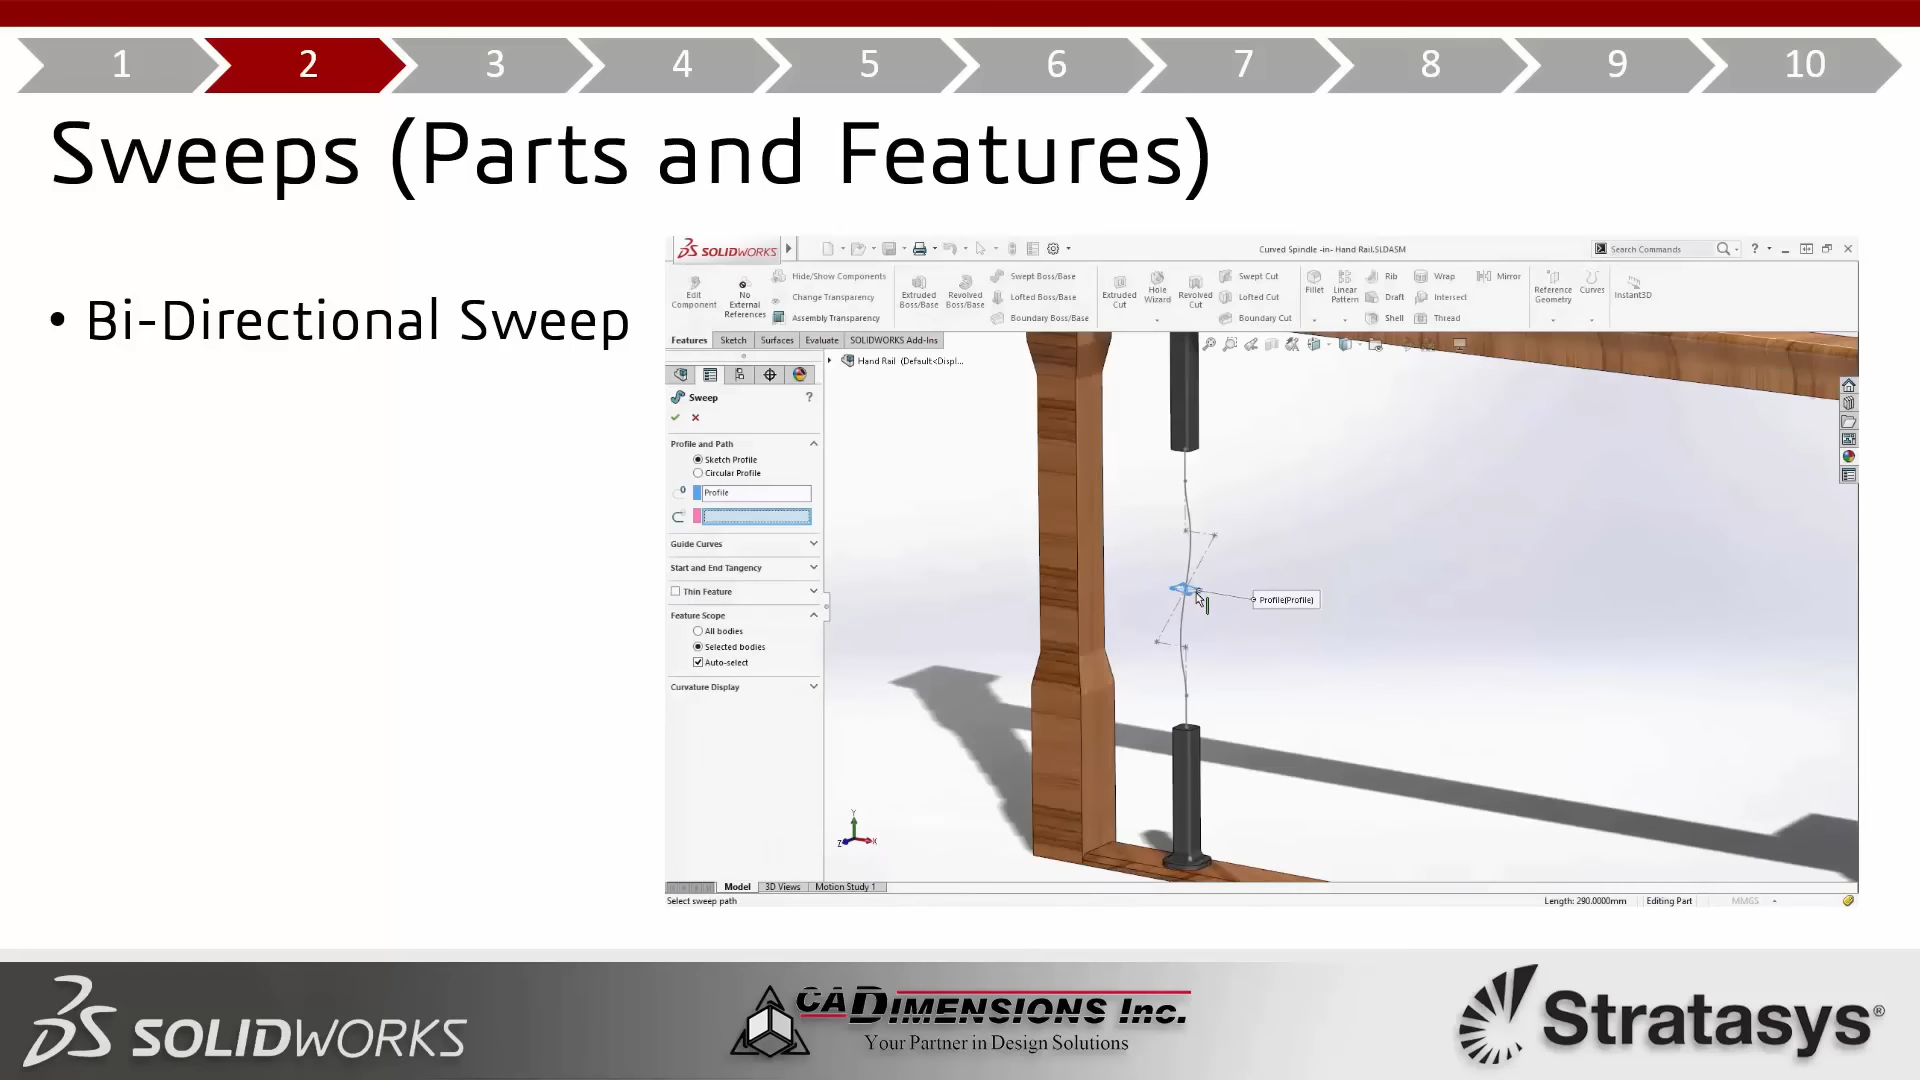 1 2 3 4 5 6 7 8 9 10
Sweeps (Parts and Features)
• Bi-Directional Sweep
SOLIDWORKS
Curved Spindle -in- Hand Rail.SLDASM
Search Commands
?
Edit Component
No External References
Hide/Show Components
Change Transparency
Assembly Transparency
Extruded Boss/Base
Revolved Boss/Base
Swept Boss/Base
Lofted Boss/Base
Boundary Boss/Base
Extruded Cut
Hole Wizard
Revolved Cut
Swept Cut
Lofted Cut
Boundary Cut
Fillet
Linear Pattern
Rib
Draft
Shell
Wrap
Intersect
Thread
Mirror
Reference Geometry
Curves
Instant3D
Features Sketch Surfaces Evaluate SOLIDWORKS Add-Ins
Hand Rail (Default<Displ...
Sweep ?
Profile and Path
Sketch Profile
Circular Profile
Profile
Guide Curves
Start and End Tangency
Thin Feature
Feature Scope
All bodies
Selected bodies
Auto-select
Curvature Display
Profile(Profile)
Y
Z X
Model 3D Views Motion Study 1
Select sweep path
Length: 290.0000mm Editing Part MMGS
SOLIDWORKS
CADimensions Inc.
Your Partner in Design Solutions
Stratasys®